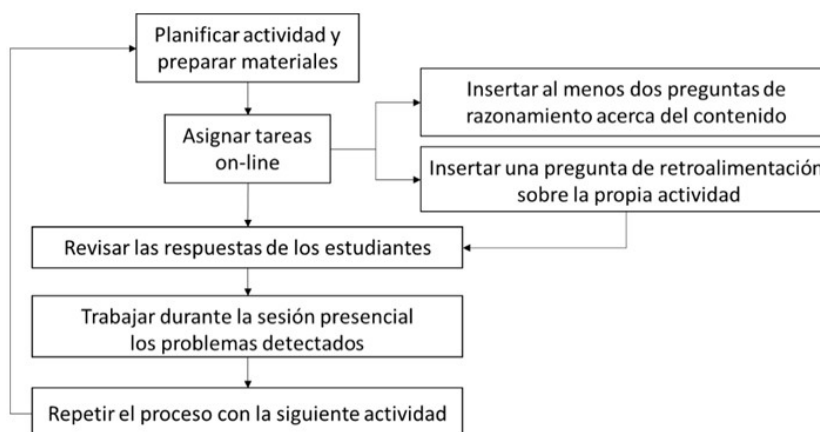 Planificar actividad y
preparar materiales
Asignar tareas
on-line
Insertar al menos dos preguntas de
razonamiento acerca del contenido
Insertar una pregunta de retroalimentación
sobre la propia actividad
Revisar las respuestas de los estudiantes
Trabajar durante la sesión presencial
los problemas detectados
Repetir el proceso con la siguiente actividad